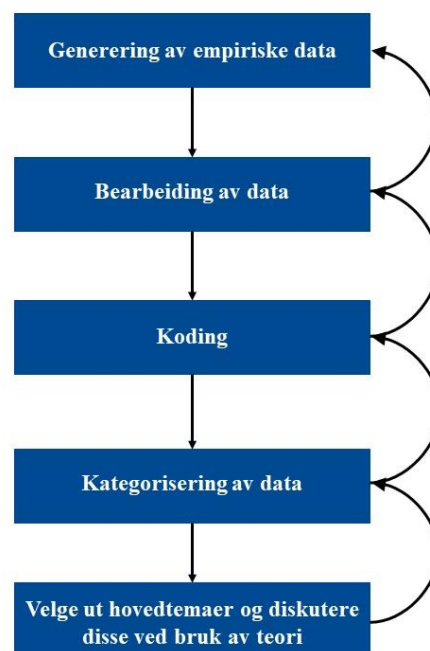 Generering av empiriske data
Bearbeiding av data
Koding
Kategorisering av data
Velge ut hovedtemaer og diskutere
disse ved bruk av teori